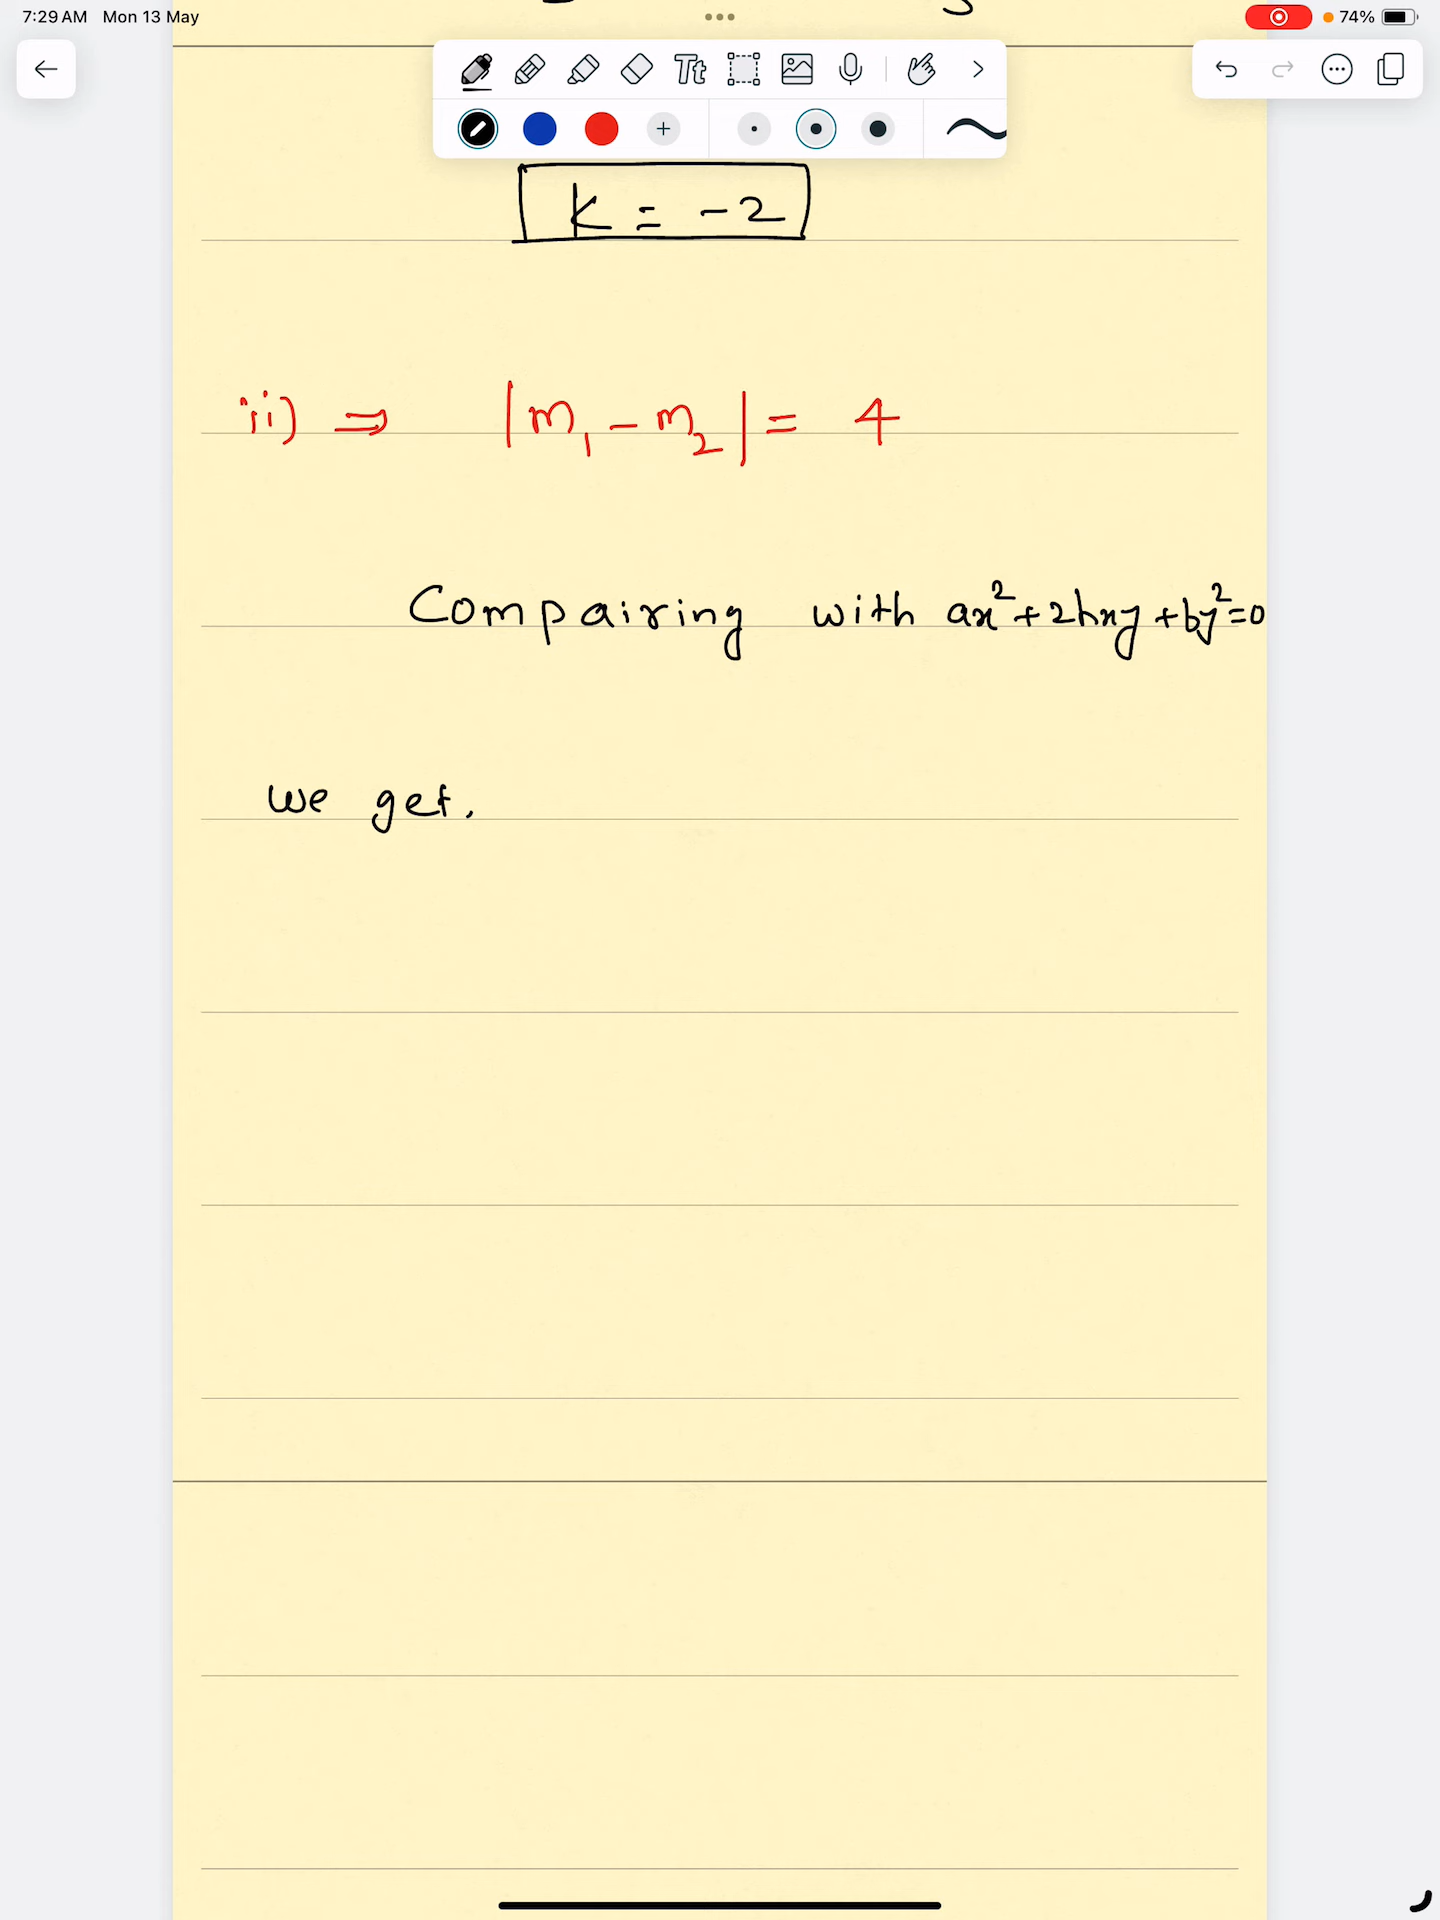 7:29 AM Mon 13 May
74%
Tt
K = -2
ii) ⇒ |m₁ - m₂| = 4
Compairing with ax²+2hxy+by²=0
we get,